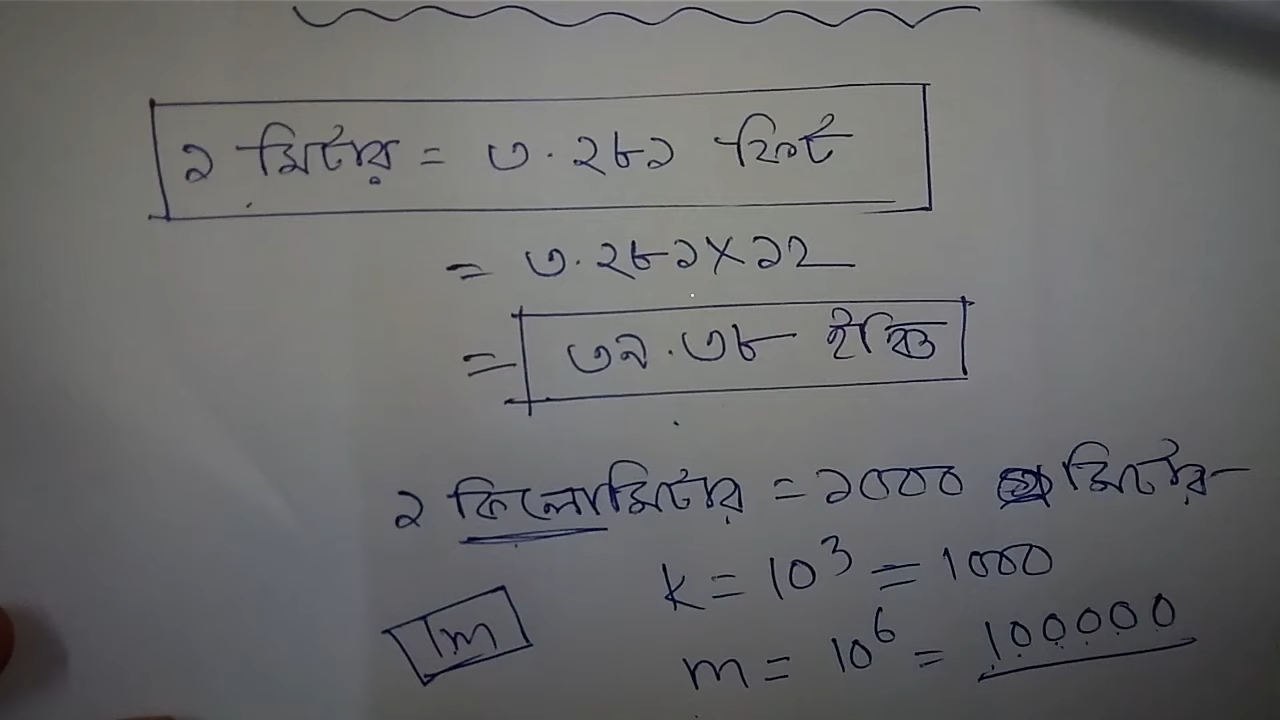 ১ মিটার = ৩.২৮১ ফিট
= ৩.২৮১×১২
= ৩৯.৩৮ ইঞ্চি
১ কিলোমিটার = ১০০০ মিটার
k = 10³ = 1000
1m
m = 10⁶ = 100000